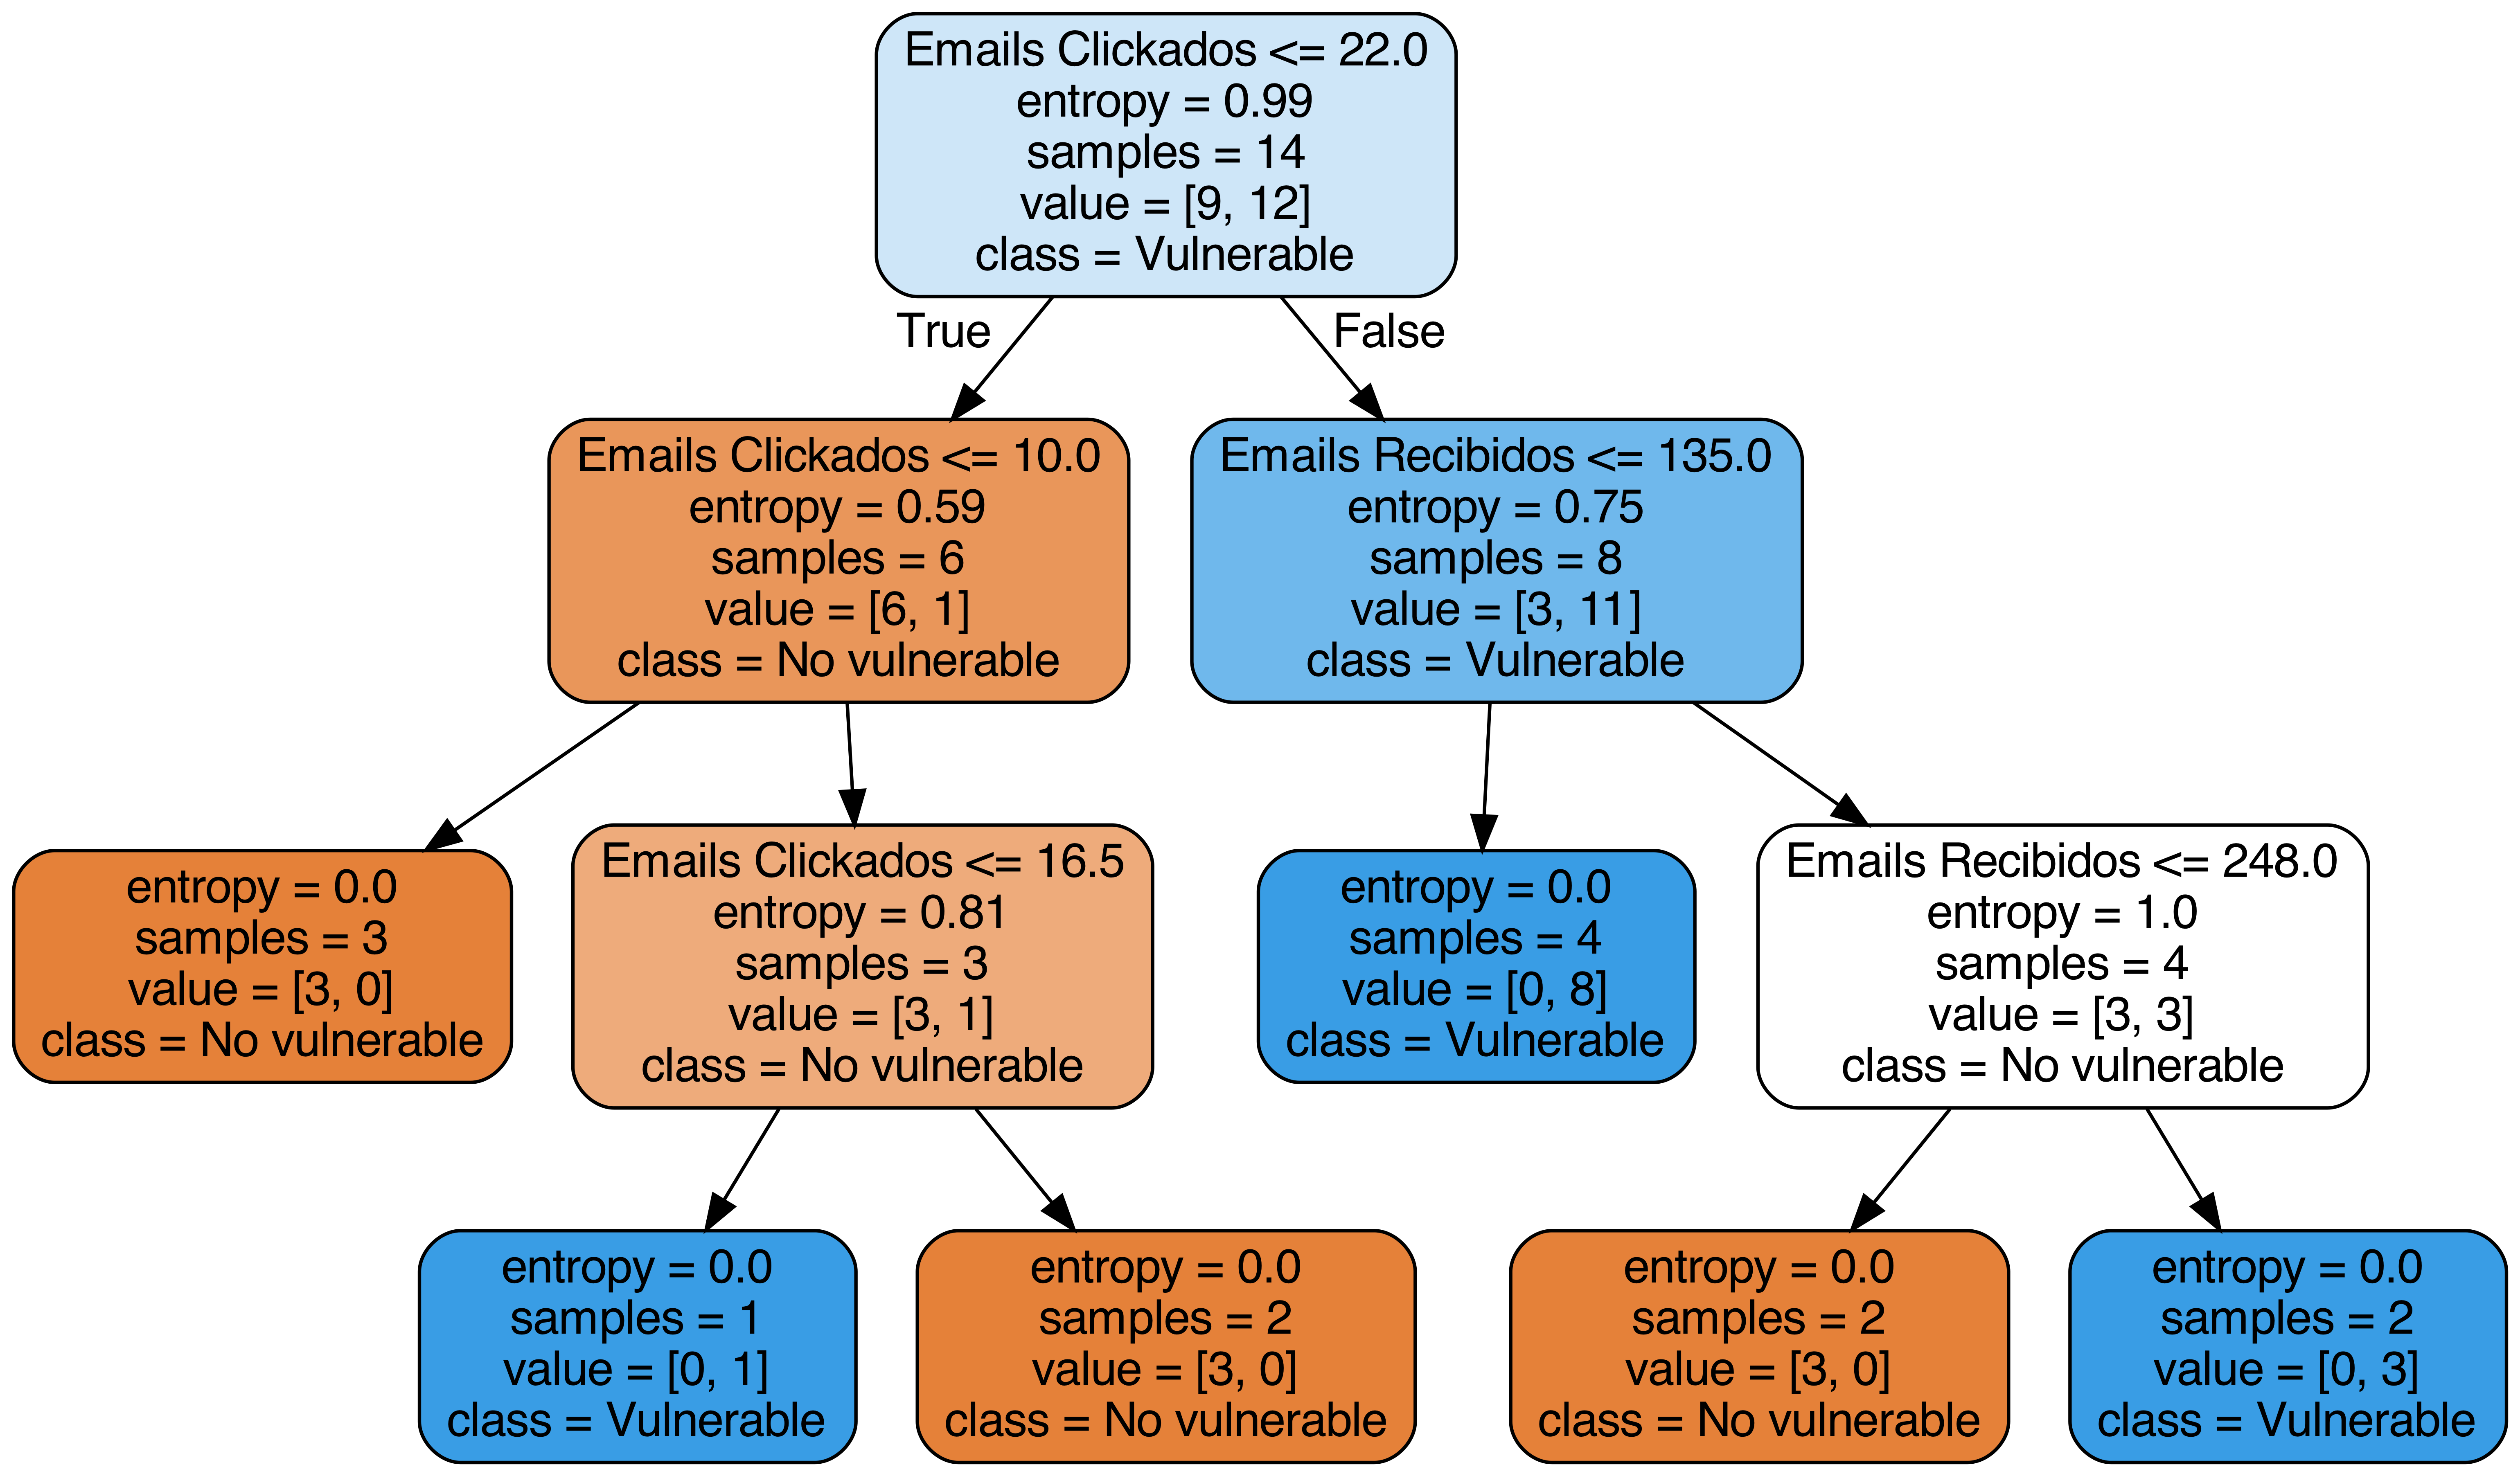 Emails Clickados <= 22.0
entropy = 0.99
samples = 14
value = [9, 12]
class = Vulnerable
True
False
Emails Clickados <= 10.0
entropy = 0.59
samples = 6
value = [6, 1]
class = No vulnerable
Emails Recibidos <= 135.0
entropy = 0.75
samples = 8
value = [3, 11]
class = Vulnerable
entropy = 0.0
samples = 3
value = [3, 0]
class = No vulnerable
Emails Clickados <= 16.5
entropy = 0.81
samples = 3
value = [3, 1]
class = No vulnerable
entropy = 0.0
samples = 4
value = [0, 8]
class = Vulnerable
Emails Recibidos <= 248.0
entropy = 1.0
samples = 4
value = [3, 3]
class = No vulnerable
entropy = 0.0
samples = 1
value = [0, 1]
class = Vulnerable
entropy = 0.0
samples = 2
value = [3, 0]
class = No vulnerable
entropy = 0.0
samples = 2
value = [3, 0]
class = No vulnerable
entropy = 0.0
samples = 2
value = [0, 3]
class = Vulnerable